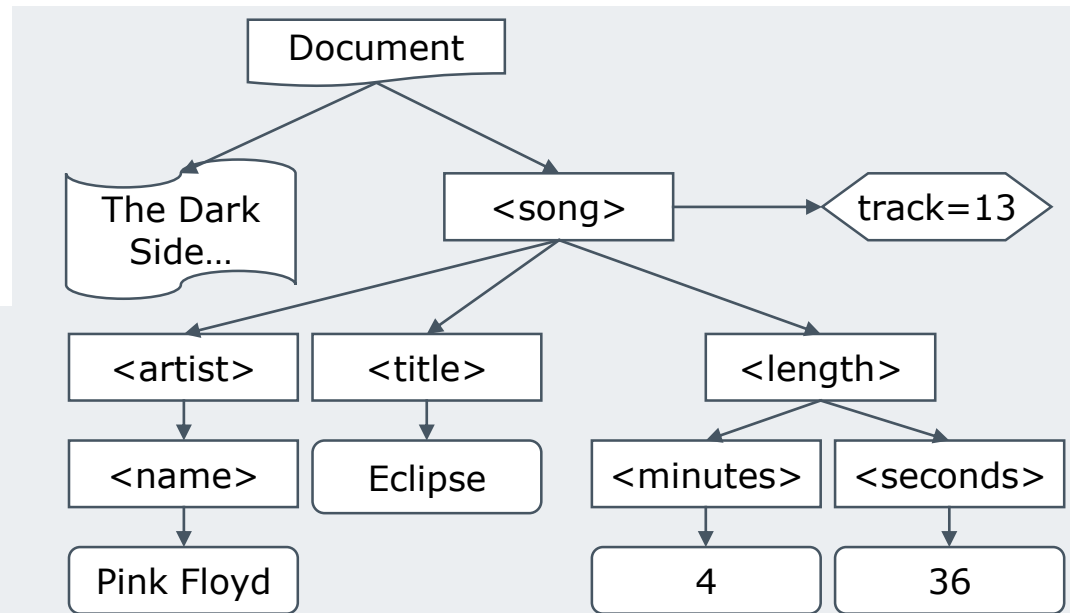 Document
The Dark
Side…
<song>
track=13
<artist>
<title>
<length>
<name>
Eclipse
<minutes>
<seconds>
Pink Floyd
4
36